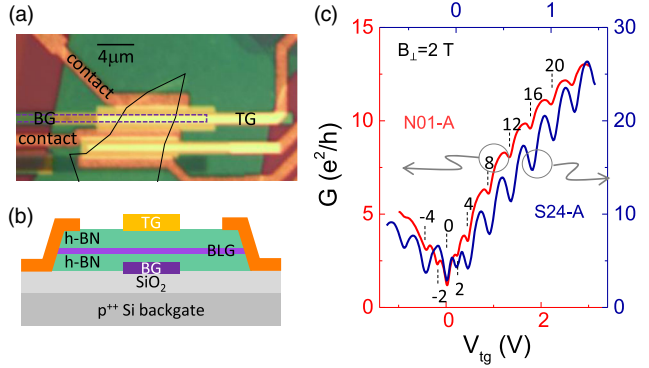 (a)
4μm
contact
BG
TG
contact
(b)
TG
h-BN
BLG
h-BN
BG
SiO2
p++ Si backgate
(c)
0
1
15
30
B⊥=2 T
20
16
N01-A
12
10
20
8
G (e²/h)
S24-A
-4
0
4
5
10
-2
2
0
0
0
2
Vtg (V)